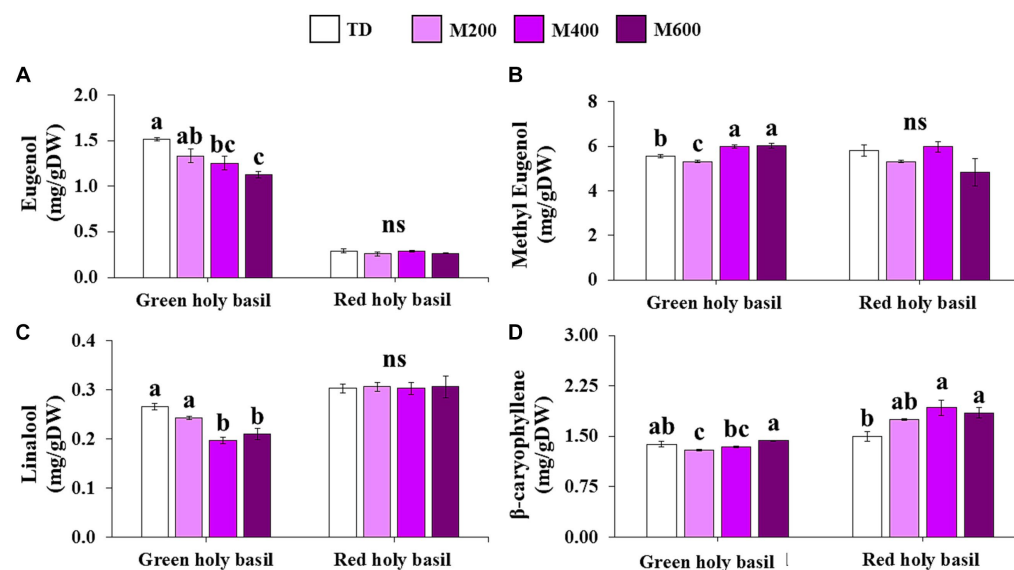 TD M200 M400 M600
A
Eugenol
(mg/gDW)
2.0
1.5
1.0
0.5
0.0
a ab bc c
ns
Green holy basil Red holy basil
B
Methyl Eugenol
(mg/gDW)
8
6
4
2
0
b c a a
ns
Green holy basil Red holy basil
C
Linalool
(mg/gDW)
0.4
0.3
0.2
0.1
0.0
a a b b
ns
Green holy basil Red holy basil
D
β-caryophyllene
(mg/gDW)
3.00
2.25
1.50
0.75
0.00
ab c bc a
b ab a a
Green holy basil Red holy basil